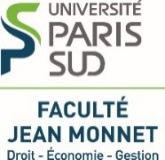 UNIVERSITÉ
PARIS
SUD
FACULTÉ
JEAN MONNET
Droit - Économie - Gestion